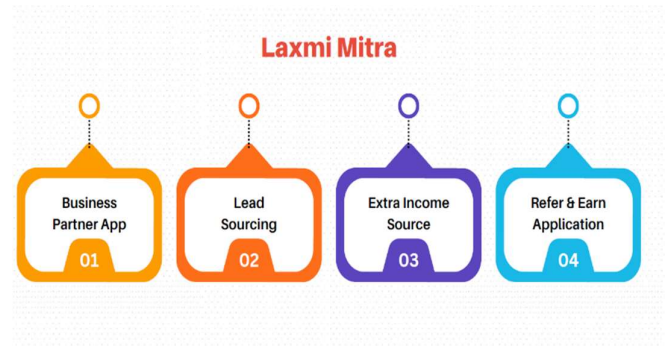 Laxmi Mitra
Business
Partner App
01
Lead
Sourcing
02
Extra Income
Source
03
Refer & Earn
Application
04